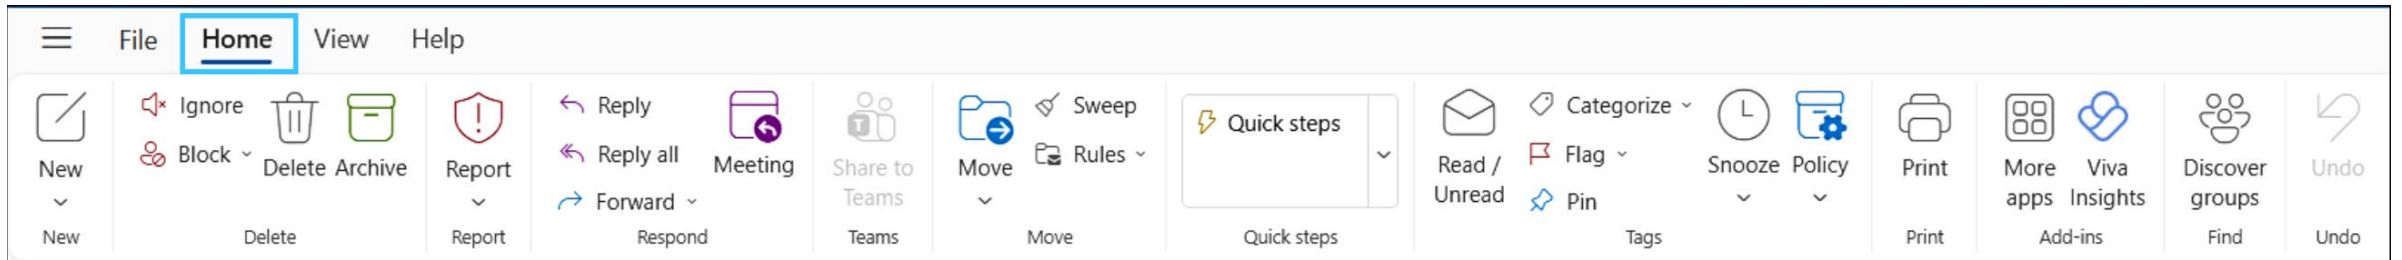 File Home View Help
New
New
Ignore
Block
Delete
Archive
Delete
Report
Report
Reply
Reply all
Forward
Meeting
Respond
Share to
Teams
Teams
Move
Sweep
Rules
Move
Quick steps
Quick steps
Read /
Unread
Categorize
Flag
Pin
Snooze
Policy
Tags
Print
Print
More
apps
Viva
Insights
Add-ins
Discover
groups
Find
Undo
Undo